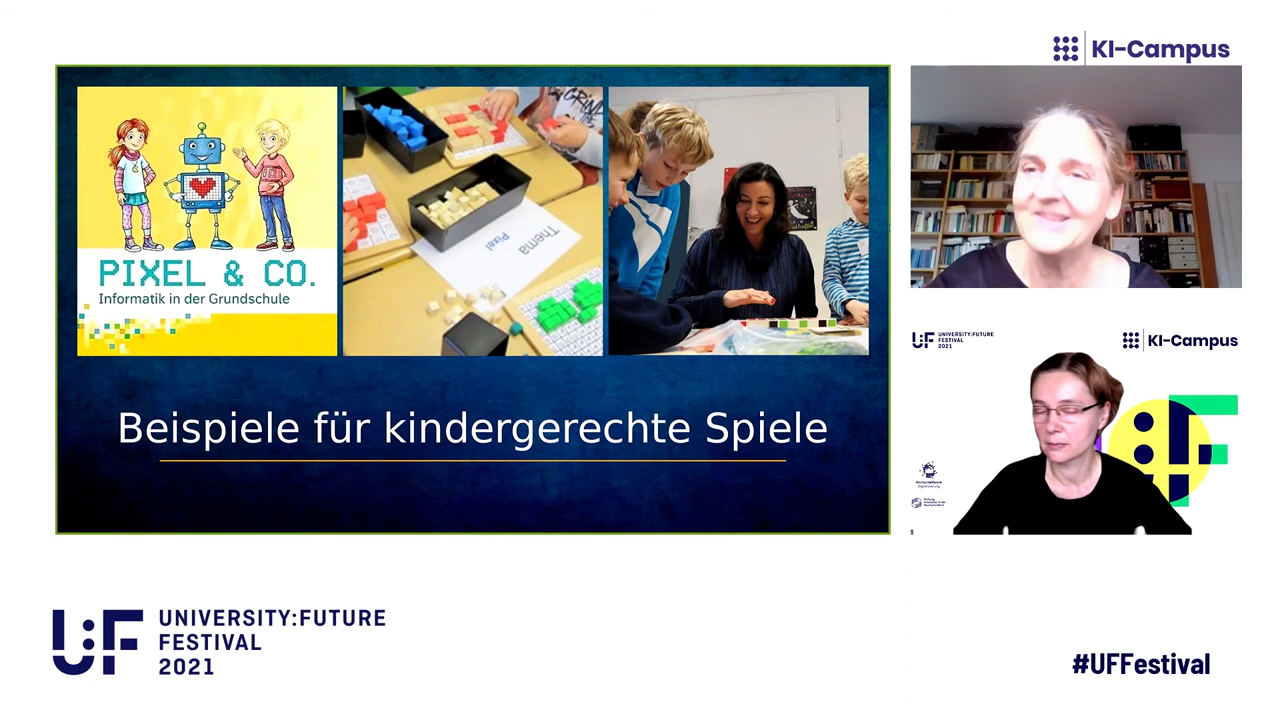 KI-Campus
PIXEL & CO.
Informatik in der Grundschule
Thema
Pixel
Beispiele für kindergerechte Spiele
UNIVERSITY:FUTURE
FESTIVAL
2021
KI-Campus
UF
U:F
UNIVERSITY:FUTURE
FESTIVAL
2021
#UFFestival